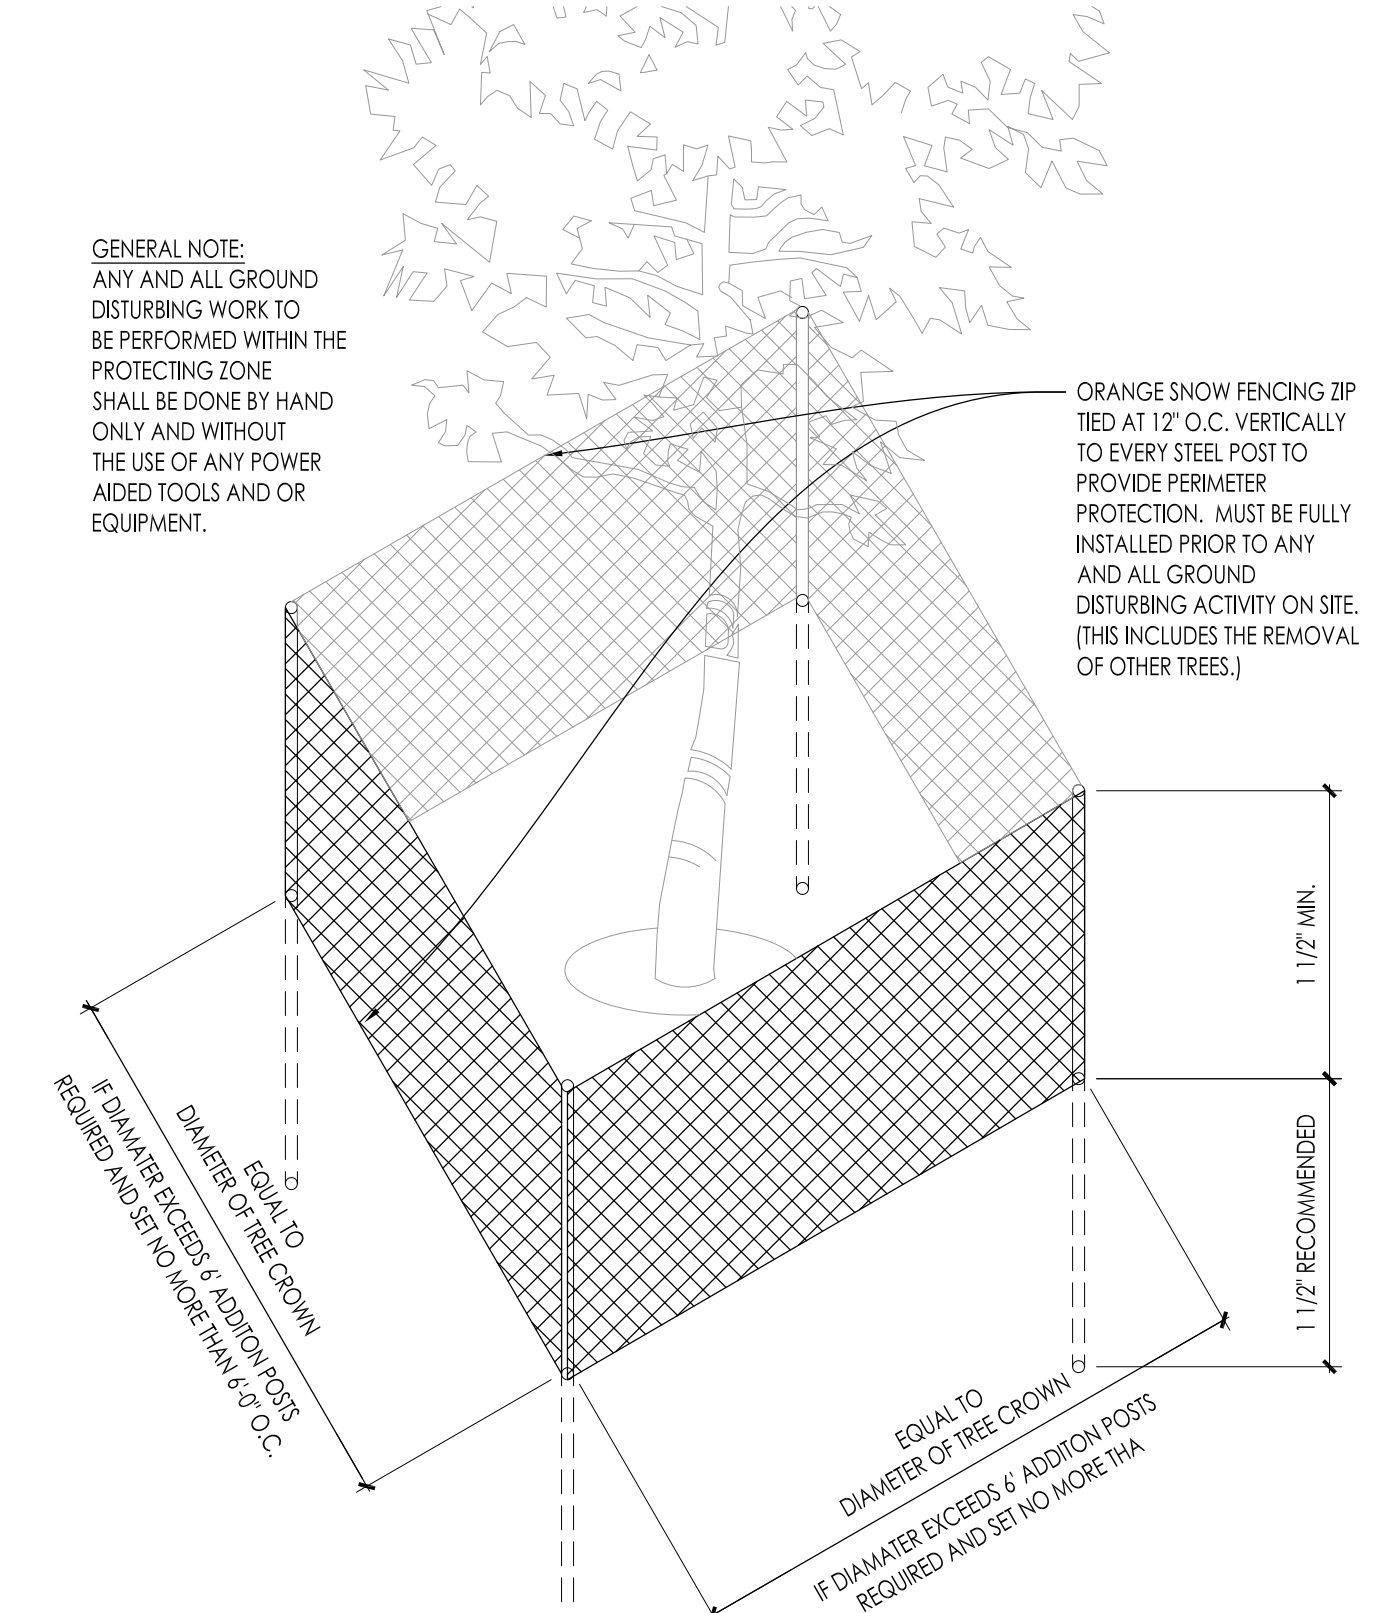 GENERAL NOTE:
ANY AND ALL GROUND
DISTURBING WORK TO
BE PERFORMED WITHIN THE
PROTECTING ZONE
SHALL BE DONE BY HAND
ONLY AND WITHOUT
THE USE OF ANY POWER
AIDED TOOLS AND OR
EQUIPMENT.
ORANGE SNOW FENCING ZIP
TIED AT 12" O.C. VERTICALLY
TO EVERY STEEL POST TO
PROVIDE PERIMETER
PROTECTION.  MUST BE FULLY
INSTALLED PRIOR TO ANY
AND ALL GROUND
DISTURBING ACTIVITY ON SITE.
(THIS INCLUDES THE REMOVAL
OF OTHER TREES.)
1 1/2" MIN.
1 1/2" RECOMMENDED
EQUAL TO
DIAMETER OF TREE CROWN
IF DIAMATER EXCEEDS 6' ADDITON POSTS
REQUIRED AND SET NO MORE THAN 6'-0" O.C.
EQUAL TO
DIAMETER OF TREE CROWN
IF DIAMATER EXCEEDS 6' ADDITON POSTS
REQUIRED AND SET NO MORE THA